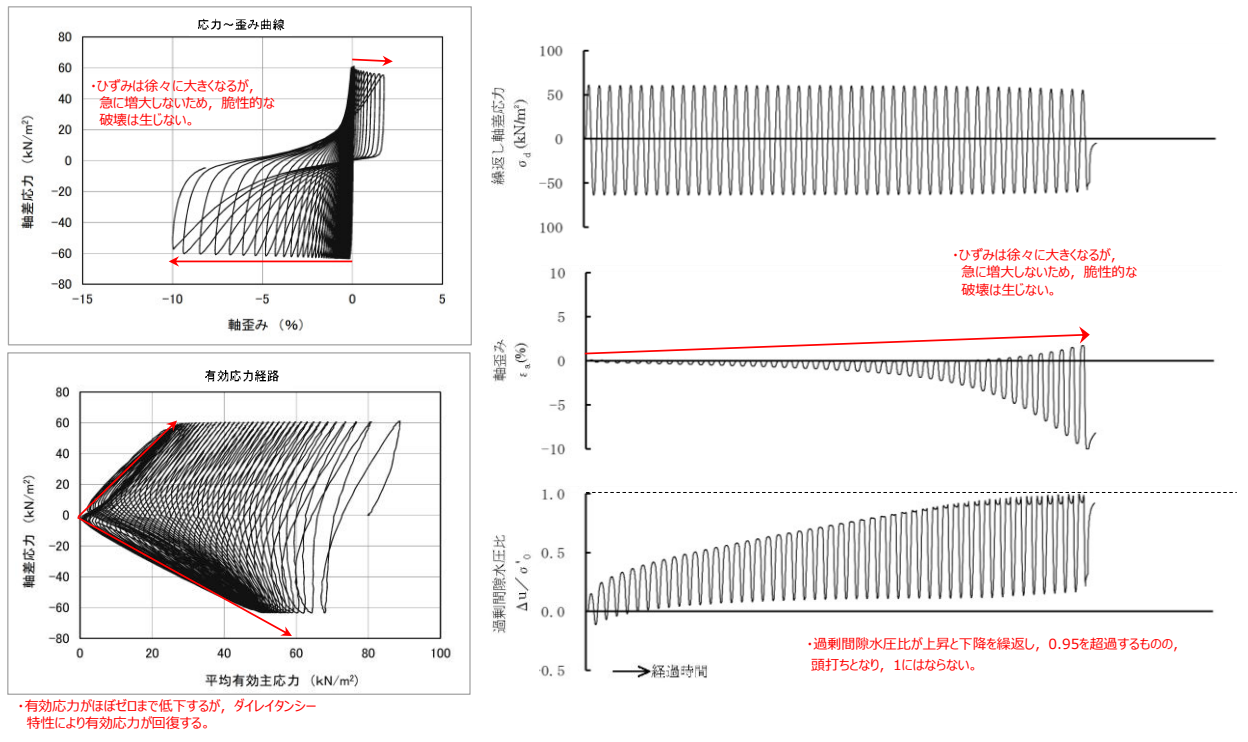 応力～歪み曲線
80
60
40
20
0
-20
-40
-60
-80
-15
-10
-5
0
5
軸差応力 (kN/m²)
軸歪み (%)
・ひずみは徐々に大きくなるが,
急に増大しないため, 脆性的な
破壊は生じない。
有効応力経路
80
60
40
20
0
-20
-40
-60
-80
0
20
40
60
80
100
軸差応力 (kN/m²)
平均有効主応力 (kN/m²)
・有効応力がほぼゼロまで低下するが, ダイレイタンシー
特性により有効応力が回復する。
100
50
0
-50
100
繰返し軸差応力
σd (kN/m²)
・ひずみは徐々に大きくなるが,
急に増大しないため, 脆性的な
破壊は生じない。
10
5
0
-5
-10
軸歪み
εa(%)
1.0
0.5
0.0
-0.5
過剰間隙水圧比
Δu/σ'0
経過時間
・過剰間隙水圧比が上昇と下降を繰返し, 0.95を超過するものの,
頭打ちとなり, 1にはならない。